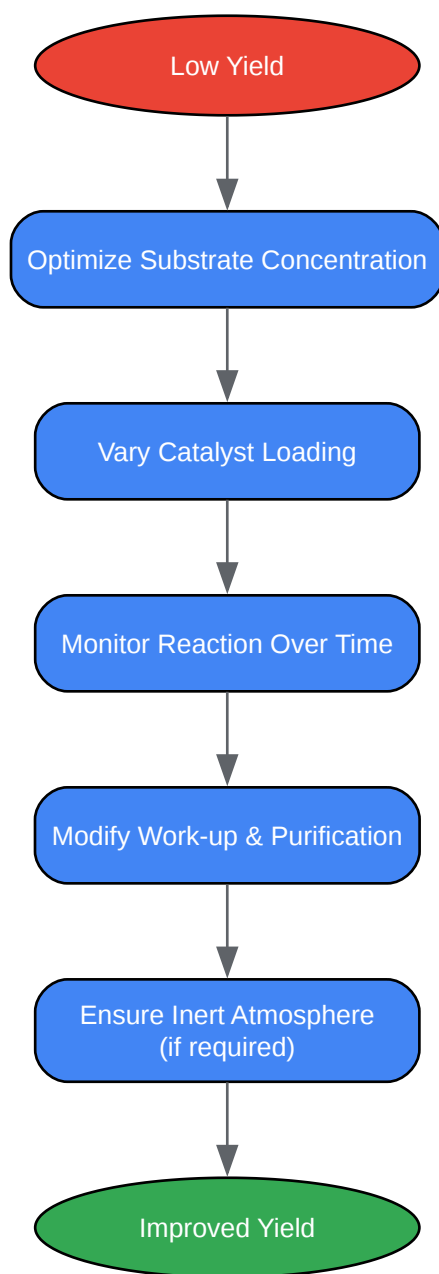 Low Yield
Optimize Substrate Concentration
Vary Catalyst Loading
Monitor Reaction Over Time
Modify Work-up & Purification
Ensure Inert Atmosphere
(if required)
Improved Yield